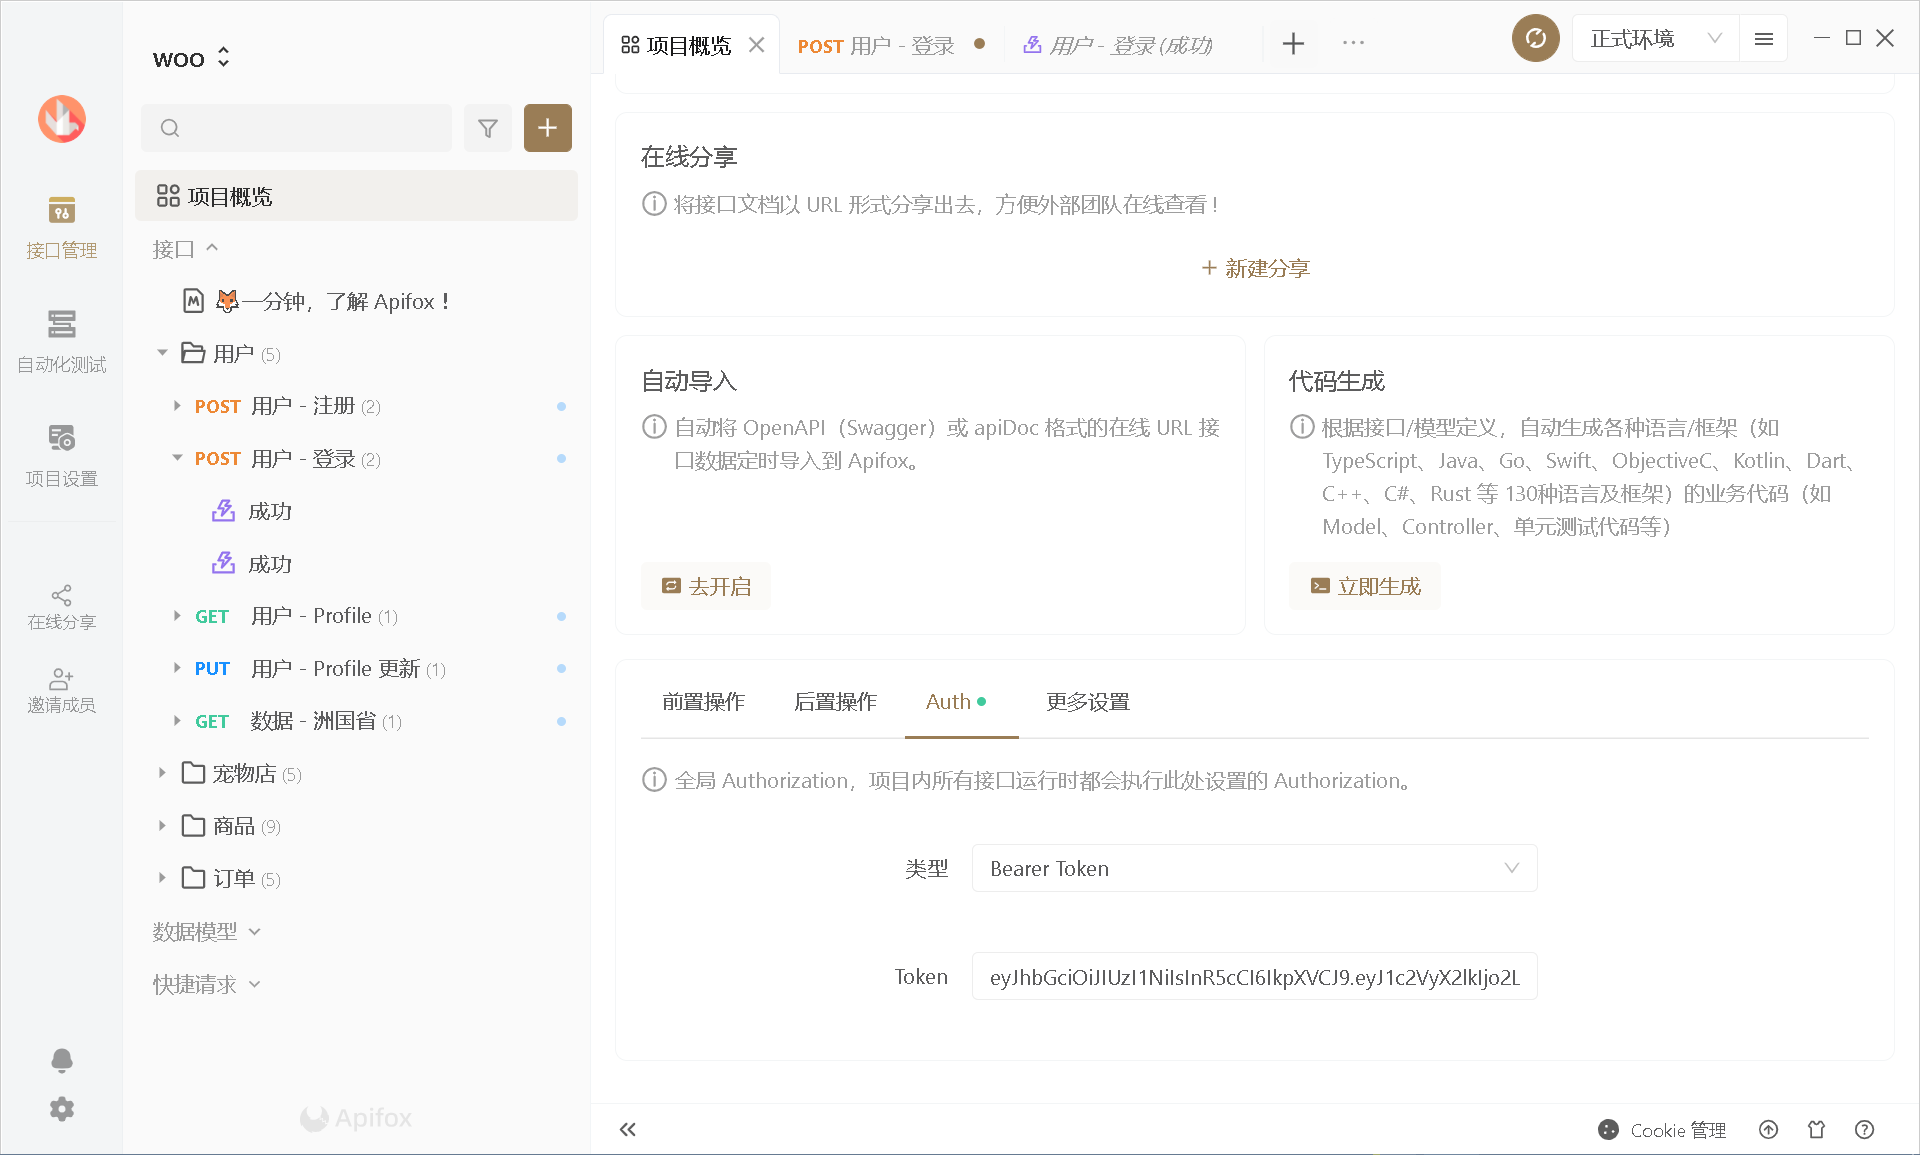 WOO
项目概览
POST 用户 - 登录
用户 - 登录 (成功)
正式环境
接口管理
自动化测试
项目设置
在线分享
邀请成员
项目概览
接口
一分钟，了解 Apifox！
用户 (5)
POST 用户 - 注册 (2)
POST 用户 - 登录 (2)
成功
成功
GET 用户 - Profile (1)
PUT 用户 - Profile 更新 (1)
GET 数据 - 洲国省 (1)
宠物店 (5)
商品 (9)
订单 (5)
数据模型
快捷请求
Apifox
在线分享
将接口文档以 URL 形式分享出去，方便外部团队在线查看！
+ 新建分享
自动导入
自动将 OpenAPI（Swagger）或 apiDoc 格式的在线 URL 接
口数据定时导入到 Apifox。
去开启
代码生成
根据接口/模型定义，自动生成各种语言/框架（如
TypeScript、Java、Go、Swift、ObjectiveC、Kotlin、Dart、
C++、C#、Rust 等 130种语言及框架）的业务代码（如
Model、Controller、单元测试代码等）
立即生成
前置操作
后置操作
Auth
更多设置
全局 Authorization，项目内所有接口运行时都会执行此处设置的 Authorization。
类型
Bearer Token
Token
eyJhbGciOiJIUzI1NiIsInR5cCI6IkpXVCJ9.eyJ1c2VyX2lkIjo2L
Cookie 管理